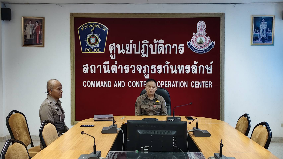 ศูนย์ปฏิบัติการ
สถานีตำรวจภูธรกันทรลักษ์
COMMAND AND CONTROL OPERATION CENTER